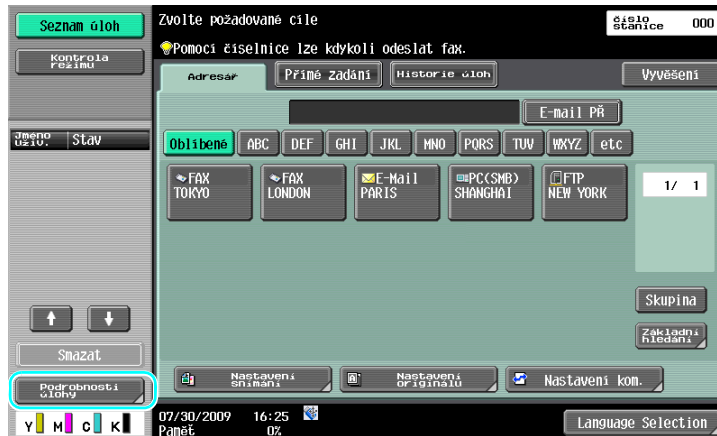 Seznam úloh
Kontrola
režimu
Jméno
uživ.
Stav
Smazat
Podrobnosti
úlohy
Y M C K
Zvolte požadované cíle
číslo
stanice
000
Pomocí číselnice lze kdykoli odeslat fax.
Adresář
Přímé zadání
Historie úloh
Vyvěšení
E-mail PŘ
Oblíbené
ABC
DEF
GHI
JKL
MNO
PQRS
TUV
WXYZ
etc
FAX
TOKYO
FAX
LONDON
E-Mail
PARIS
PC(SMB)
SHANGHAI
FTP
NEW YORK
1/ 1
Skupina
Základní
hledání
Nastavení
snímání
Nastavení
originálu
Nastavení kom.
07/30/2009 16:25
Paměť 0%
Language Selection